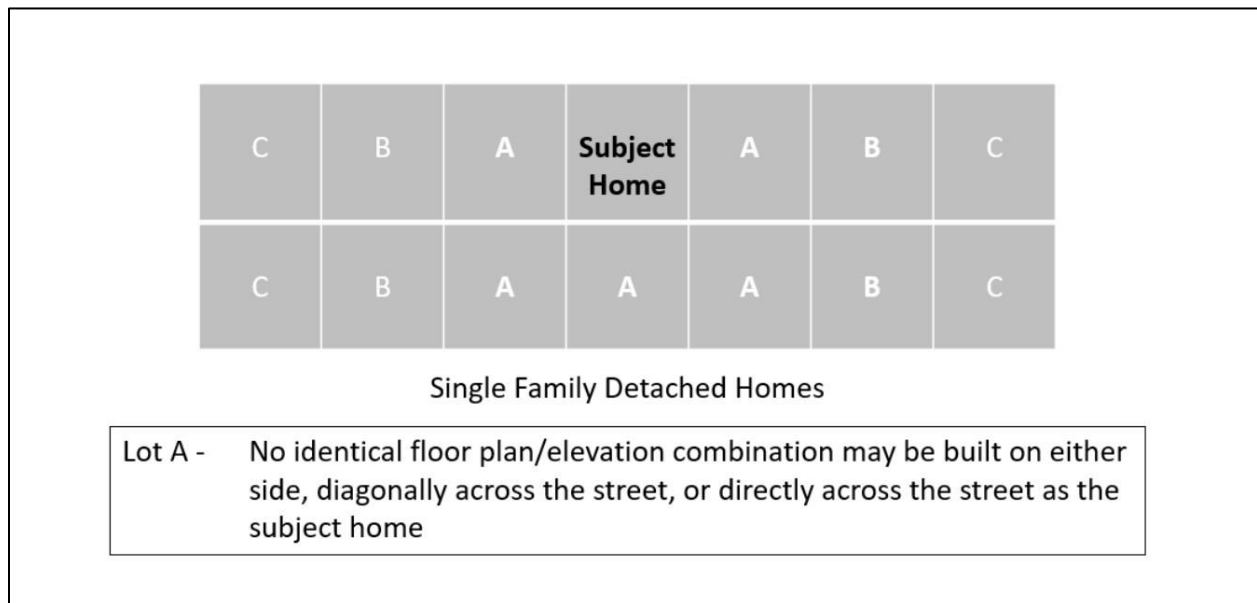 C B A Subject Home A B C
C B A A A B C
Single Family Detached Homes
Lot A - No identical floor plan/elevation combination may be built on either
side, diagonally across the street, or directly across the street as the
subject home